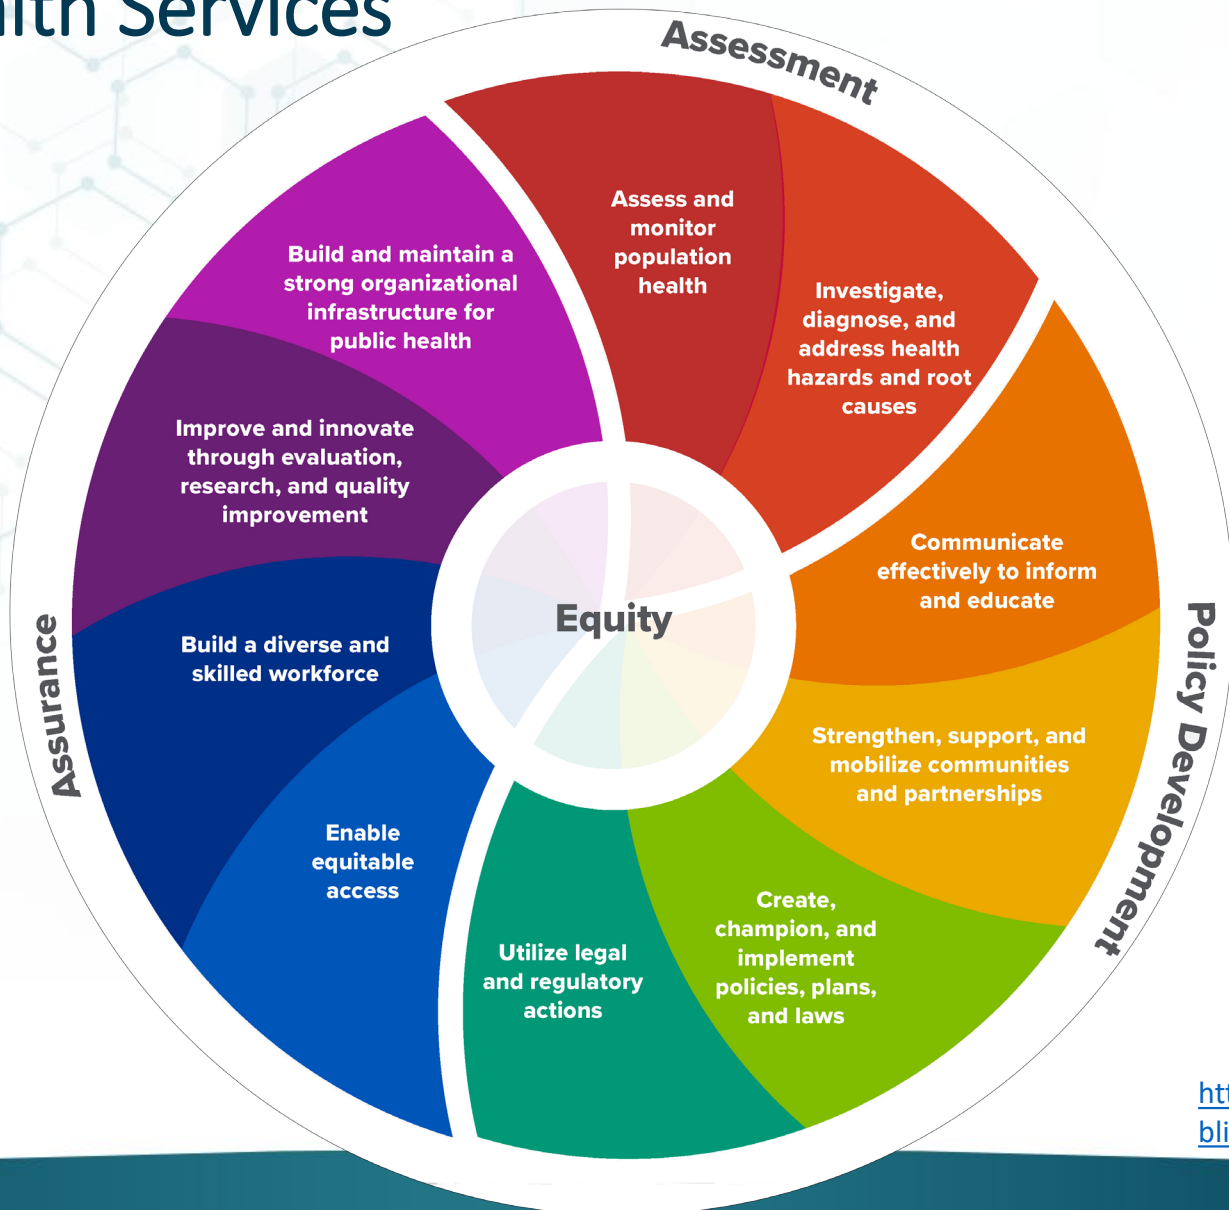 Health Services
Assessment
Assess and
monitor
population
health
Investigate,
diagnose, and
address health
hazards and root
causes
Communicate
effectively to inform
and educate
Strengthen, support, and
mobilize communities
and partnerships
Policy Development
Create,
champion, and
implement
policies, plans,
and laws
Utilize legal
and regulatory
actions
Enable
equitable
access
Assurance
Build a diverse and
skilled workforce
Improve and innovate
through evaluation,
research, and quality
improvement
Build and maintain a
strong organizational
infrastructure for
public health
Equity